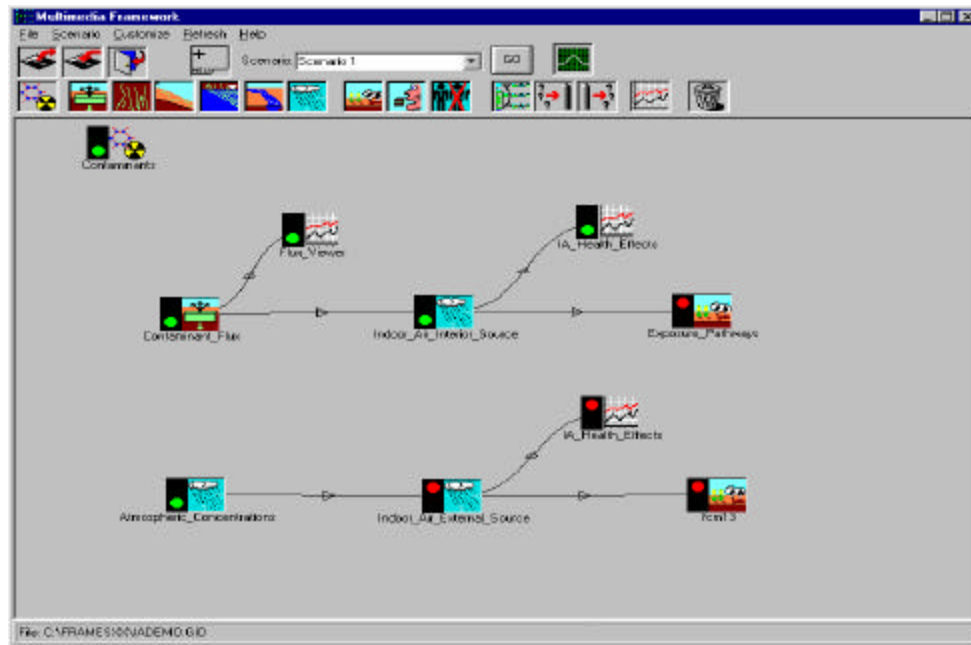 Multimedia Framework
File Scenario Customize Refresh Help
Scenario: Scenario 1 GO
Contaminants
Flux_Viewer
IA_Health_Effects
Contaminant_Flux
Indoor_Air_Interior_Source
Exposure_Pathways
IA_Health_Effects
Atmospheric_Concentrations
Indoor_Air_External_Source
rcm13
File: